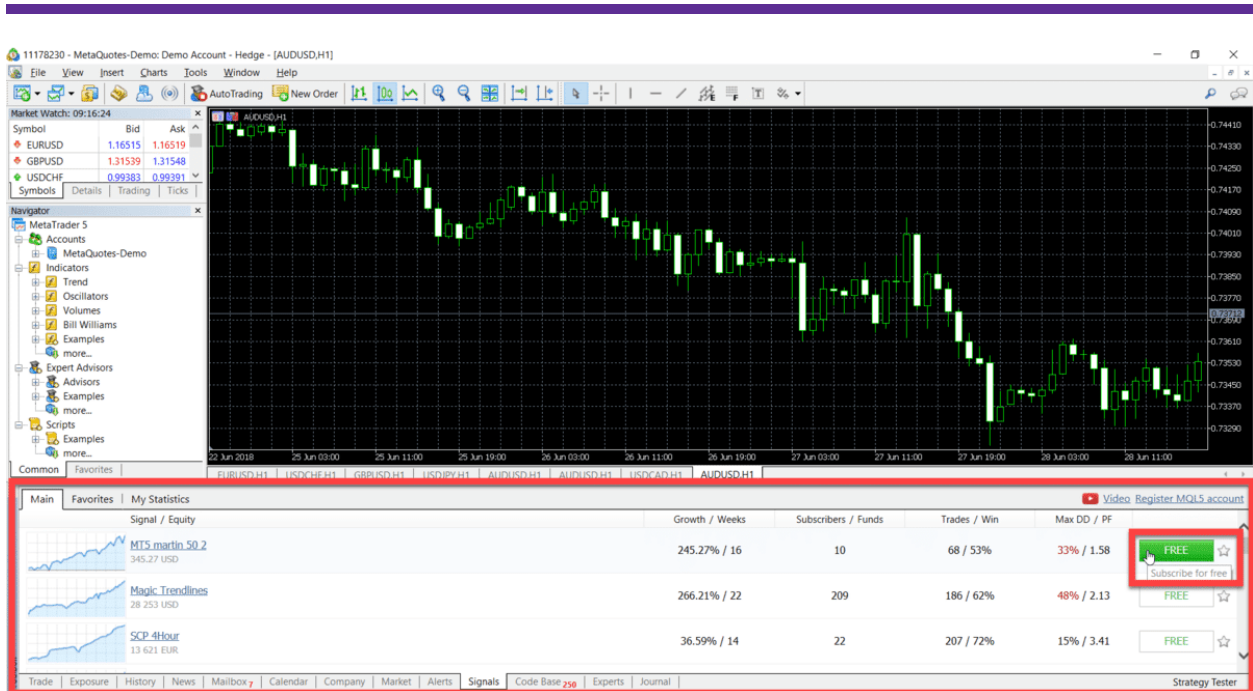 11178230 - MetaQuotes-Demo: Demo Account - Hedge - [AUDUSD,H1]
File View Insert Charts Tools Window Help
AutoTrading New Order
Market Watch: 09:16:24
Symbol Bid Ask
EURUSD 1.16515 1.16519
GBPUSD 1.31539 1.31548
USDCHF 0.99383 0.99391
Symbols Details Trading Ticks
Navigator
MetaTrader 5
Accounts
MetaQuotes-Demo
Indicators
Trend
Oscillators
Volumes
Bill Williams
Examples
more...
Expert Advisors
Advisors
Examples
more...
Scripts
Examples
more...
Common Favorites
AUDUSD,H1
0.74410
0.74330
0.74250
0.74170
0.74090
0.74010
0.73930
0.73850
0.73770
0.73712
0.73690
0.73610
0.73530
0.73450
0.73370
0.73290
22 Jun 2018 25 Jun 03:00 25 Jun 11:00 25 Jun 19:00 26 Jun 03:00 26 Jun 11:00 26 Jun 19:00 27 Jun 03:00 27 Jun 11:00 27 Jun 19:00 28 Jun 03:00 28 Jun 11:00
EURUSD,H1 USDCHF,H1 GBPUSD,H1 USDJPY,H1 AUDUSD,H1 AUDUSD,H1 USDCAD,H1 AUDUSD,H1
Main Favorites My Statistics Video Register MQL5 account
Signal / Equity Growth / Weeks Subscribers / Funds Trades / Win Max DD / PF
MT5 martin 50 2 245.27% / 16 10 68 / 53% 33% / 1.58 FREE
345.27 USD
Subscribe for free
Magic Trendlines 266.21% / 22 209 186 / 62% 48% / 2.13 FREE
28 253 USD
SCP 4Hour 36.59% / 14 22 207 / 72% 15% / 3.41 FREE
13 621 EUR
Trade Exposure History News Mailbox 7 Calendar Company Market Alerts Signals Code Base 250 Experts Journal Strategy Tester